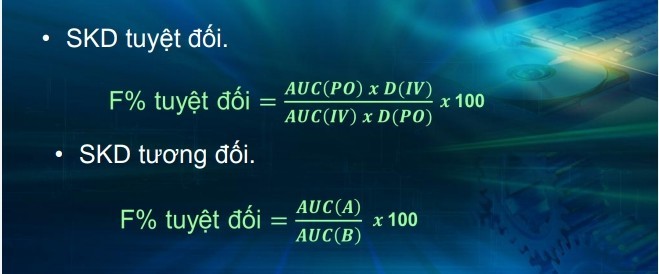 • SKD tuyệt đối.
F% tuyệt đối = \frac{AUC(PO) x D(IV)}{AUC(IV) x D(PO)} x 100
• SKD tương đối.
F% tuyệt đối = \frac{AUC(A)}{AUC(B)} x 100